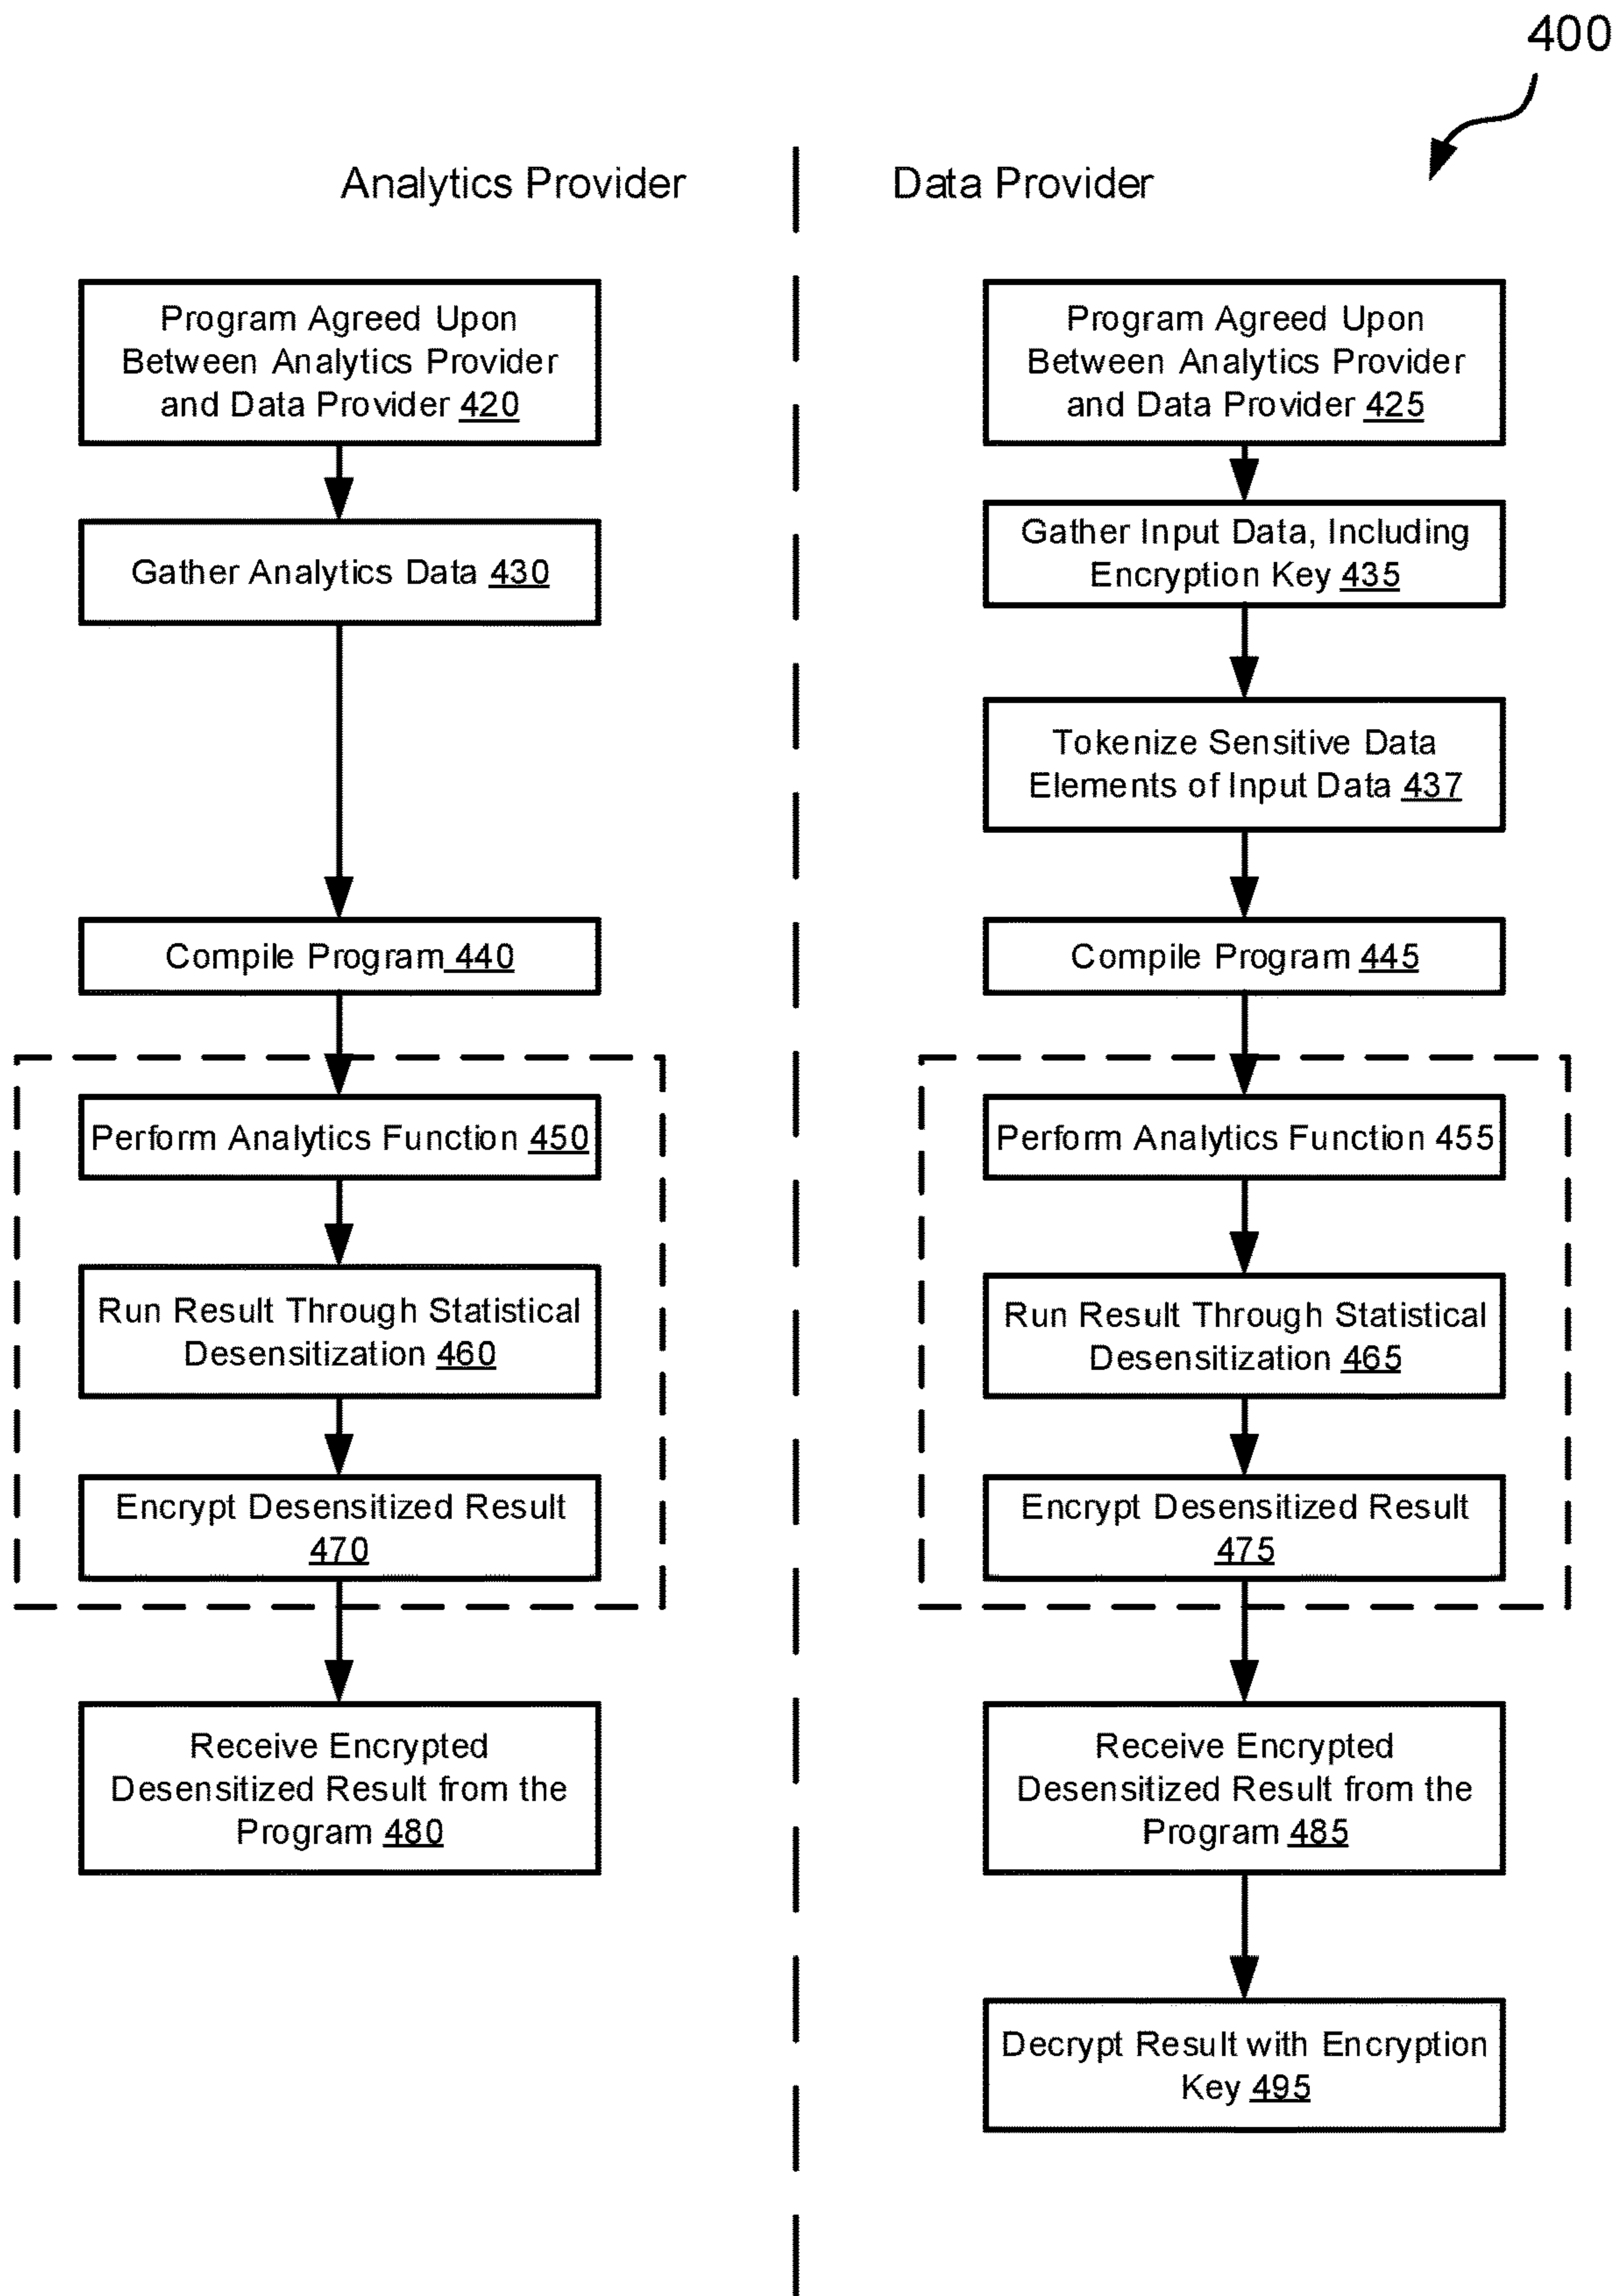 400
Analytics Provider
Data Provider
Program Agreed Upon
Between Analytics Provider
and Data Provider 420
Gather Analytics Data 430
Compile Program 440
Perform Analytics Function 450
Run Result Through Statistical
Desensitization 460
Encrypt Desensitized Result
470
Receive Encrypted
Desensitized Result from the
Program 480
Program Agreed Upon
Between Analytics Provider
and Data Provider 425
Gather Input Data, Including
Encryption Key 435
Tokenize Sensitive Data
Elements of Input Data 437
Compile Program 445
Perform Analytics Function 455
Run Result Through Statistical
Desensitization 465
Encrypt Desensitized Result
475
Receive Encrypted
Desensitized Result from the
Program 485
Decrypt Result with Encryption
Key 495